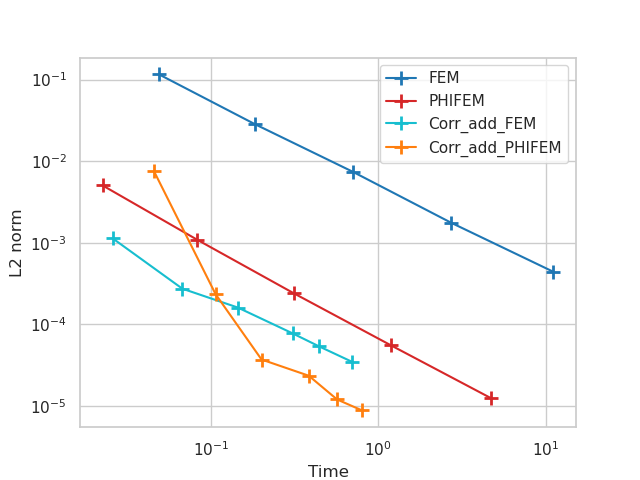 L2 norm
10⁻¹
10⁻²
10⁻³
10⁻⁴
10⁻⁵
FEM
PHIFEM
Corr_add_FEM
Corr_add_PHIFEM
10⁻¹
10⁰
10¹
Time